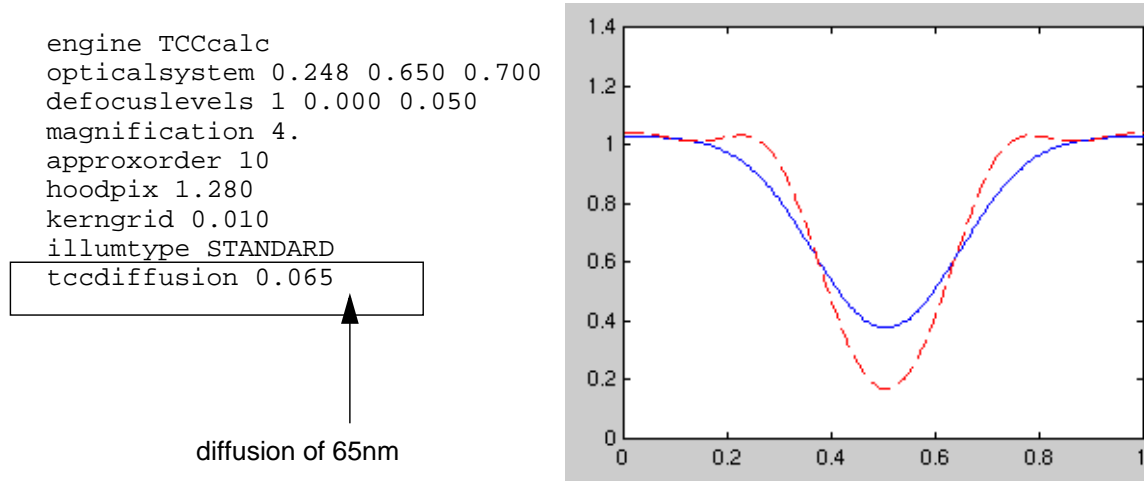 engine TCCcalc
opticalsystem 0.248 0.650 0.700
defocuslevels 1 0.000 0.050
magnification 4.
approxorder 10
hoodpix 1.280
kerngrid 0.010
illumtype STANDARD
tccdiffusion 0.065
diffusion of 65nm
1.4
1.2
1
0.8
0.6
0.4
0.2
0
0 0.2 0.4 0.6 0.8 1